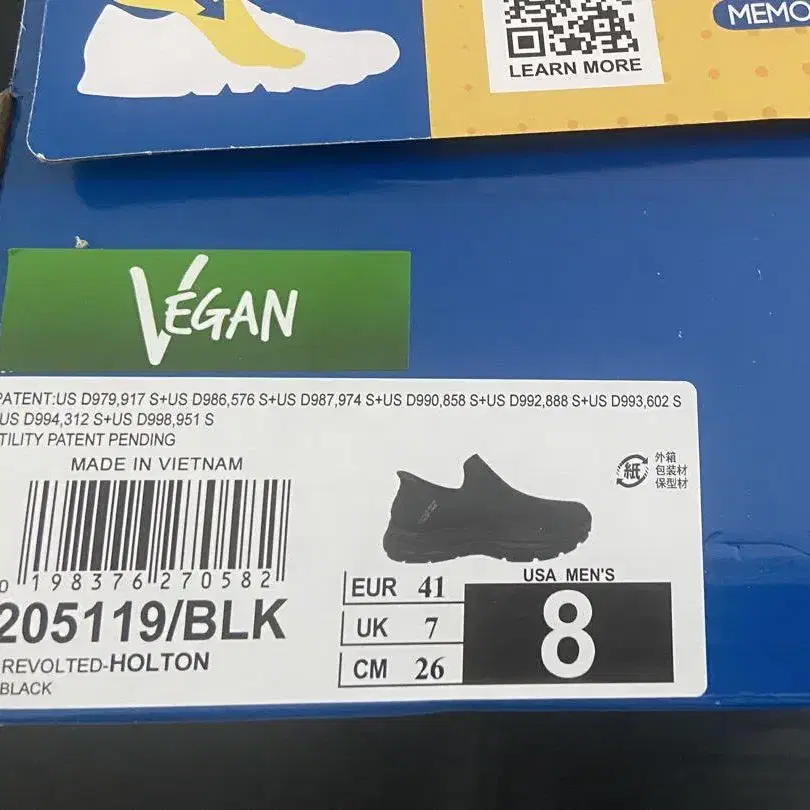 MEMO
LEARN MORE
VEGAN
PATENT:US D979,917 S+US D986,576 S+US D987,974 S+US D990,858 S+US D992,888 S+US D993,602 S
US D994,312 S+US D998,951 S
TILITY PATENT PENDING
MADE IN VIETNAM
紙
外箱
包装材
保型材
0 198376 270582
205119/BLK
REVOLTED-HOLTON
BLACK
EUR 41
UK 7
CM 26
USA MEN'S
8